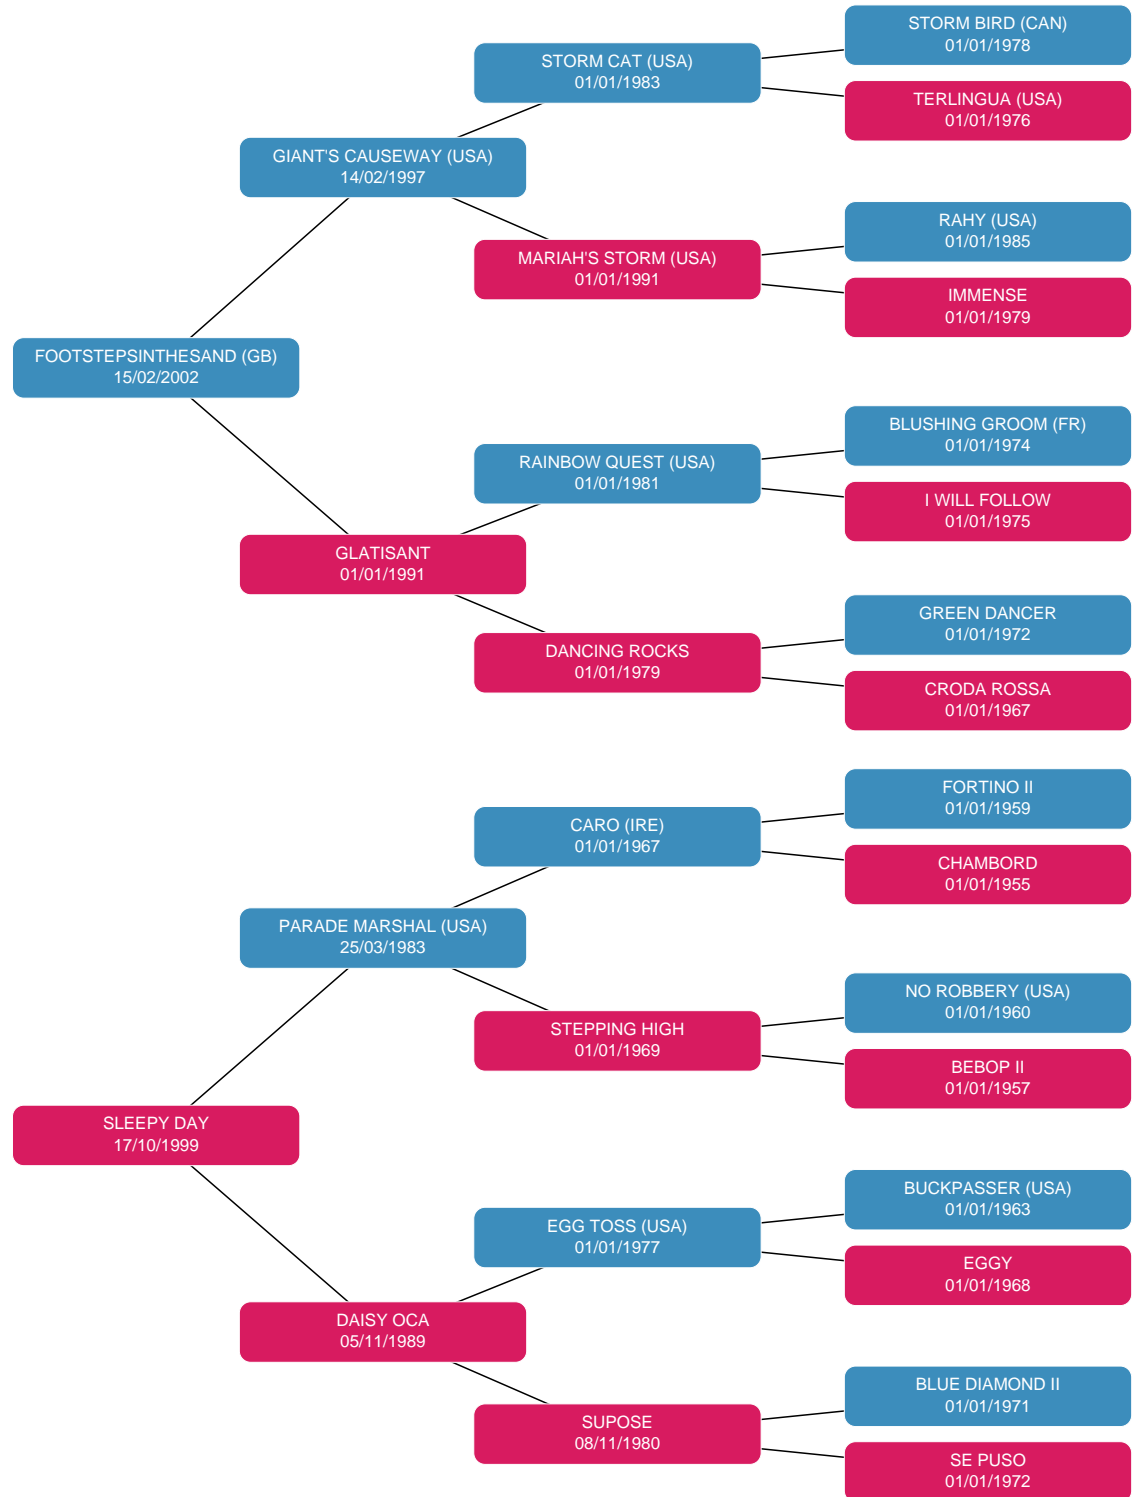 STORM BIRD (CAN)
01/01/1978
STORM CAT (USA)
01/01/1983
TERLINGUA (USA)
01/01/1976
GIANT'S CAUSEWAY (USA)
14/02/1997
RAHY (USA)
01/01/1985
MARIAH'S STORM (USA)
01/01/1991
IMMENSE
01/01/1979
FOOTSTEPSINTHESAND (GB)
15/02/2002
BLUSHING GROOM (FR)
01/01/1974
RAINBOW QUEST (USA)
01/01/1981
I WILL FOLLOW
01/01/1975
GLATISANT
01/01/1991
GREEN DANCER
01/01/1972
DANCING ROCKS
01/01/1979
CRODA ROSSA
01/01/1967
FORTINO II
01/01/1959
CARO (IRE)
01/01/1967
CHAMBORD
01/01/1955
PARADE MARSHAL (USA)
25/03/1983
NO ROBBERY (USA)
01/01/1960
STEPPING HIGH
01/01/1969
BEBOP II
01/01/1957
SLEEPY DAY
17/10/1999
BUCKPASSER (USA)
01/01/1963
EGG TOSS (USA)
01/01/1977
EGGY
01/01/1968
DAISY OCA
05/11/1989
BLUE DIAMOND II
01/01/1971
SUPOSE
08/11/1980
SE PUSO
01/01/1972